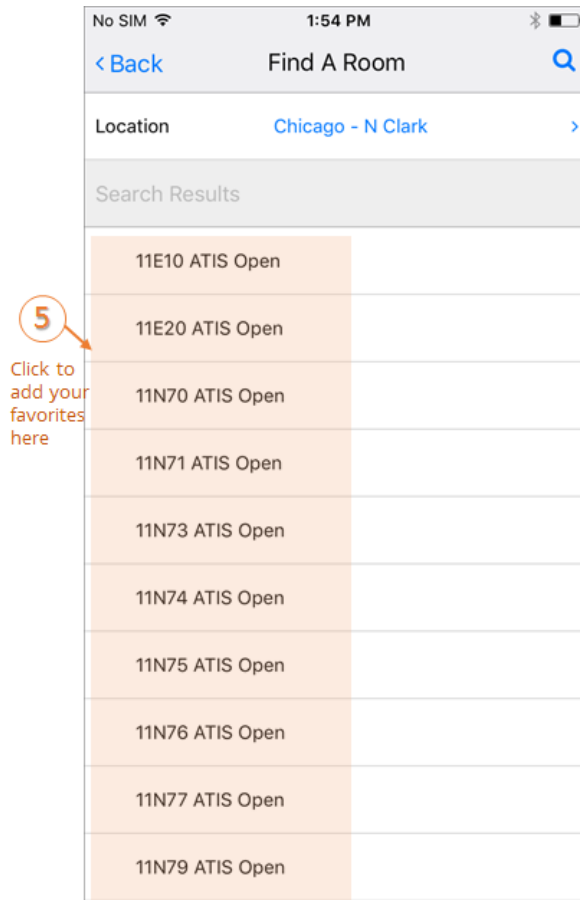 No SIM 1:54 PM
< Back Find A Room
Location Chicago - N Clark >
Search Results
11E10 ATIS Open
11E20 ATIS Open
5
Click to
add your
favorites
here
11N70 ATIS Open
11N71 ATIS Open
11N73 ATIS Open
11N74 ATIS Open
11N75 ATIS Open
11N76 ATIS Open
11N77 ATIS Open
11N79 ATIS Open